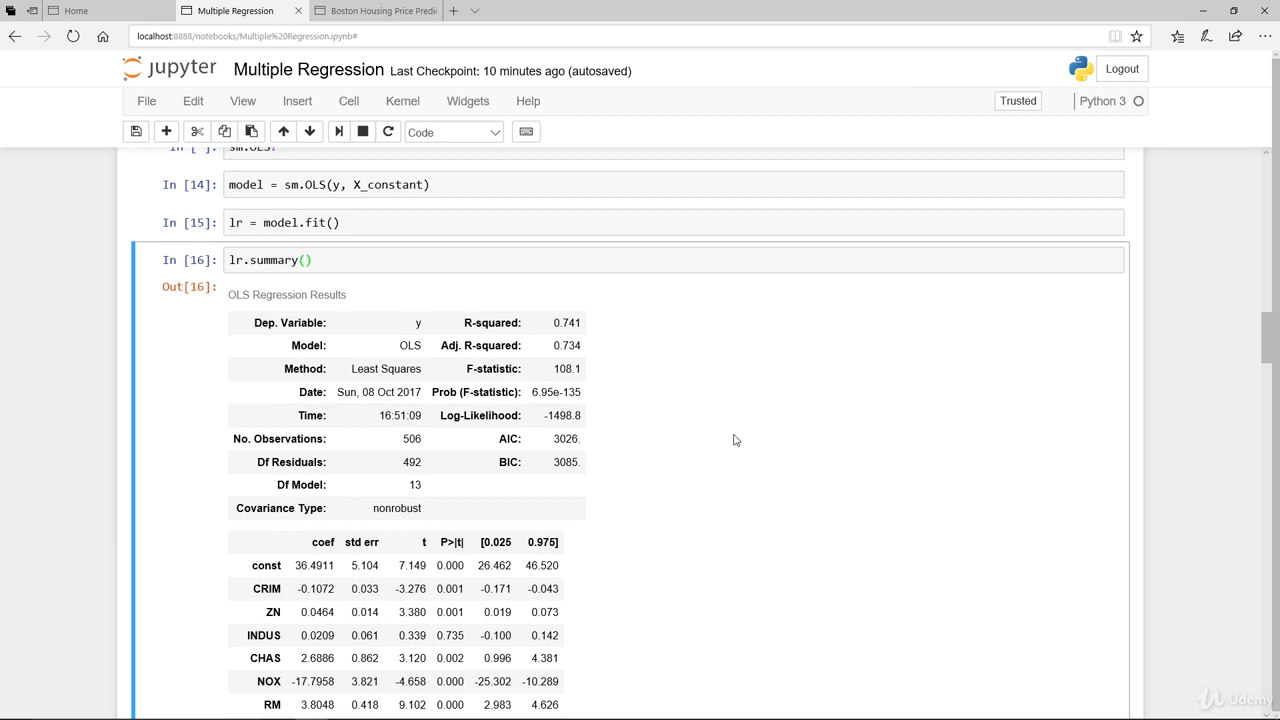 Home
Multiple Regression
Boston Housing Price Predi
localhost:8888/notebooks/Multiple%20Regression.ipynb#
jupyter Multiple Regression Last Checkpoint: 10 minutes ago (autosaved)
Logout
File Edit View Insert Cell Kernel Widgets Help
Trusted
Python 3
Code
In [ ]: sm.OLS?
In [14]: model = sm.OLS(y, X_constant)
In [15]: lr = model.fit()
In [16]: lr.summary()
Out[16]:
OLS Regression Results
Dep. Variable: y R-squared: 0.741
Model: OLS Adj. R-squared: 0.734
Method: Least Squares F-statistic: 108.1
Date: Sun, 08 Oct 2017 Prob (F-statistic): 6.95e-135
Time: 16:51:09 Log-Likelihood: -1498.8
No. Observations: 506 AIC: 3026.
Df Residuals: 492 BIC: 3085.
Df Model: 13
Covariance Type: nonrobust
coef std err t P>|t| [0.025 0.975]
const 36.4911 5.104 7.149 0.000 26.462 46.520
CRIM -0.1072 0.033 -3.276 0.001 -0.171 -0.043
ZN 0.0464 0.014 3.380 0.001 0.019 0.073
INDUS 0.0209 0.061 0.339 0.735 -0.100 0.142
CHAS 2.6886 0.862 3.120 0.002 0.996 4.381
NOX -17.7958 3.821 -4.658 0.000 -25.302 -10.289
RM 3.8048 0.418 9.102 0.000 2.983 4.626
Udemy